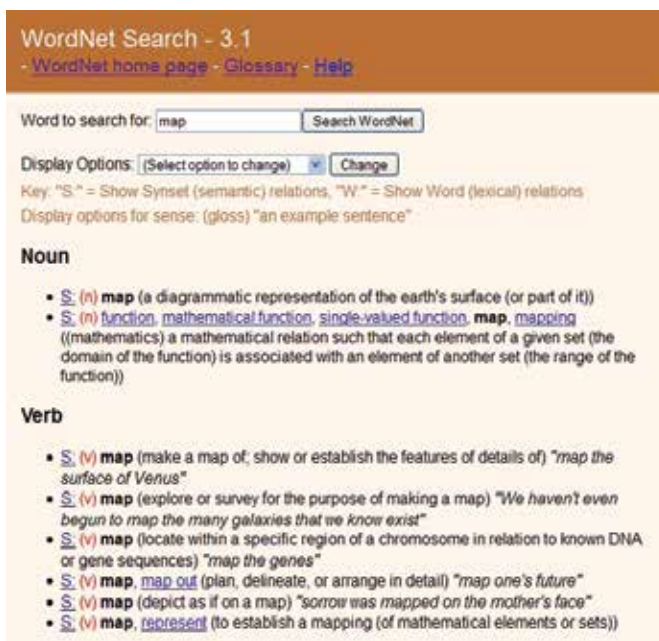 WordNet Search - 3.1
- WordNet home page - Glossary - Help
Word to search for: map Search WordNet
Display Options: (Select option to change) Change
Key: "S:" = Show Synset (semantic) relations, "W:" = Show Word (lexical) relations
Display options for sense: (gloss) "an example sentence"
Noun
• S: (n) map (a diagrammatic representation of the earth's surface (or part of it))
• S: (n) function, mathematical function, single-valued function, map, mapping
((mathematics) a mathematical relation such that each element of a given set (the
domain of the function) is associated with an element of another set (the range of the
function))
Verb
• S: (v) map (make a map of; show or establish the features of details of) "map the
surface of Venus"
• S: (v) map (explore or survey for the purpose of making a map) "We haven't even
begun to map the many galaxies that we know exist"
• S: (v) map (locate within a specific region of a chromosome in relation to known DNA
or gene sequences) "map the genes"
• S: (v) map, map out (plan, delineate, or arrange in detail) "map one's future"
• S: (v) map (depict as if on a map) "sorrow was mapped on the mother's face"
• S: (v) map, represent (to establish a mapping (of mathematical elements or sets))